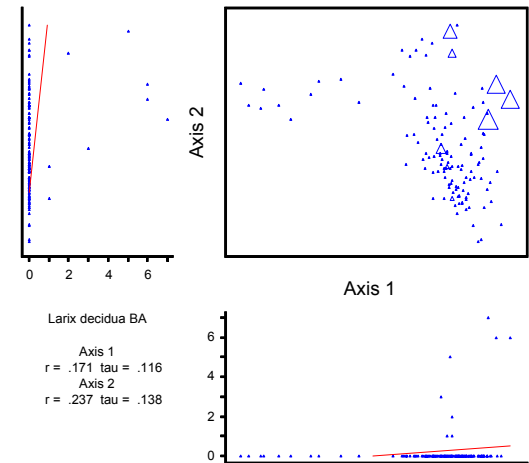 Axis 2
0 2 4 6
Axis 1
Larix decidua BA
Axis 1
r = .171 tau = .116
Axis 2
r = .237 tau = .138
6
4
2
0